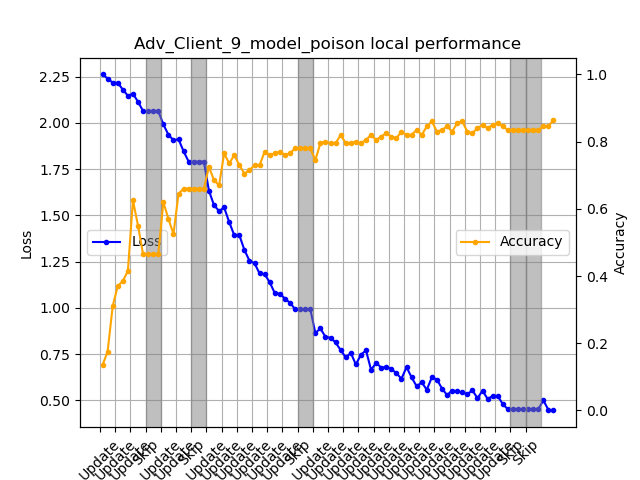 Adv_Client_9_model_poison local performance
2.25
2.00
1.75
1.50
1.25
1.00
0.75
0.50
Loss
Loss
Accuracy
1.0
0.8
0.6
0.4
0.2
0.0
Accuracy
Update
Update
Update
Skip
Update
Update
Skip
Update
Update
Update
Update
Update
Update
Skip
Update
Update
Update
Update
Update
Update
Update
Update
Update
Update
Update
Update
Update
Skip
Skip